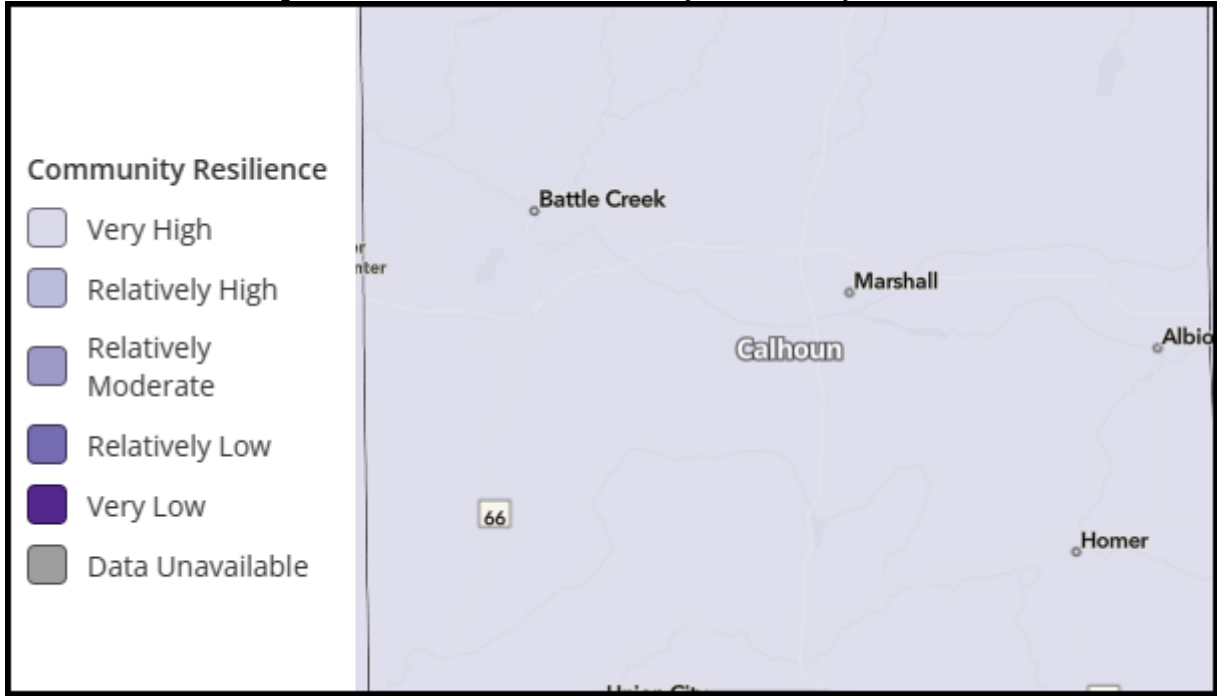 Community Resilience
Very High
Relatively High
Relatively
Moderate
Relatively Low
Very Low
Data Unavailable
Battle Creek
Marshall
Calhoun
Albio
66
Homer